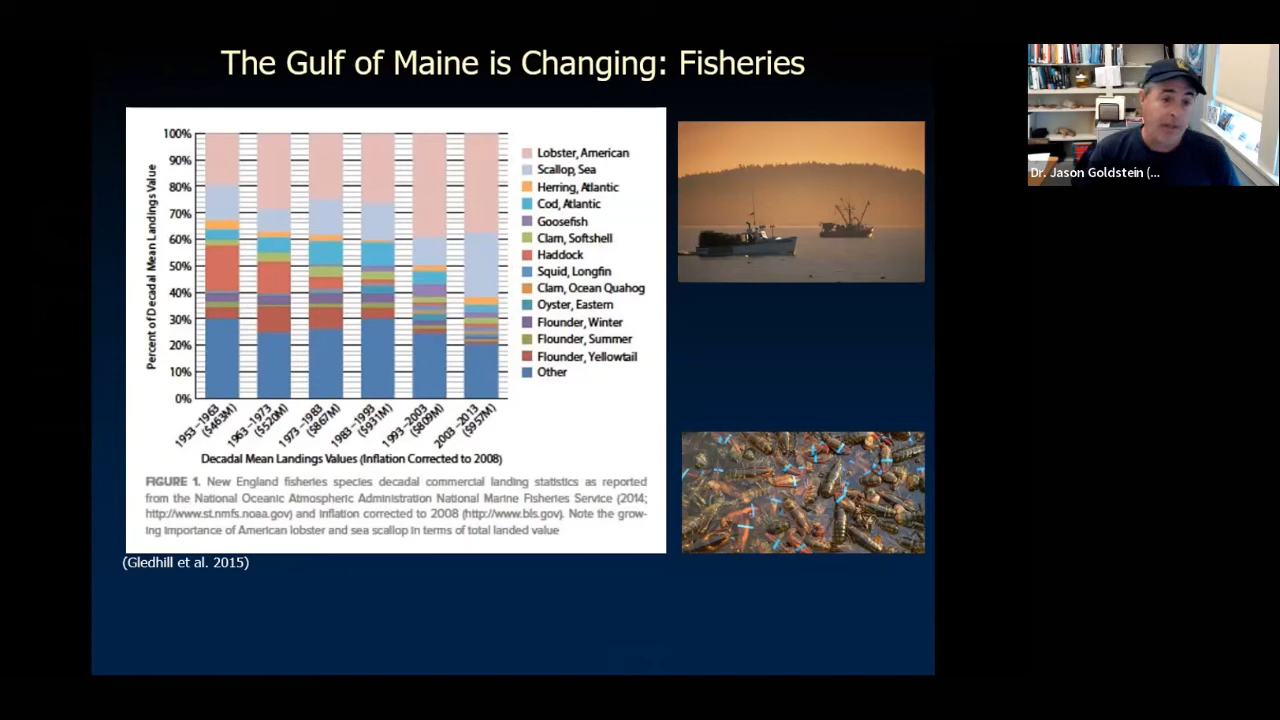 The Gulf of Maine is Changing: Fisheries
Percent of Decadal Mean Landings Value
100%
90%
80%
70%
60%
50%
40%
30%
20%
10%
0%
1953–1963
($463M)
1963–1973
($520M)
1973–1983
($867M)
1983–1993
($931M)
1993–2003
($809M)
2003–2013
($957M)
Decadal Mean Landings Values (Inflation Corrected to 2008)
Lobster, American
Scallop, Sea
Herring, Atlantic
Cod, Atlantic
Goosefish
Clam, Softshell
Haddock
Squid, Longfin
Clam, Ocean Quahog
Oyster, Eastern
Flounder, Winter
Flounder, Summer
Flounder, Yellowtail
Other
FIGURE 1. New England fisheries species decadal commercial landing statistics as reported
from the National Oceanic Atmospheric Administration National Marine Fisheries Service (2014;
http://www.st.nmfs.noaa.gov) and inflation corrected to 2008 (http://www.bls.gov). Note the grow-
ing importance of American lobster and sea scallop in terms of total landed value
(Gledhill et al. 2015)
Dr. Jason Goldstein (...